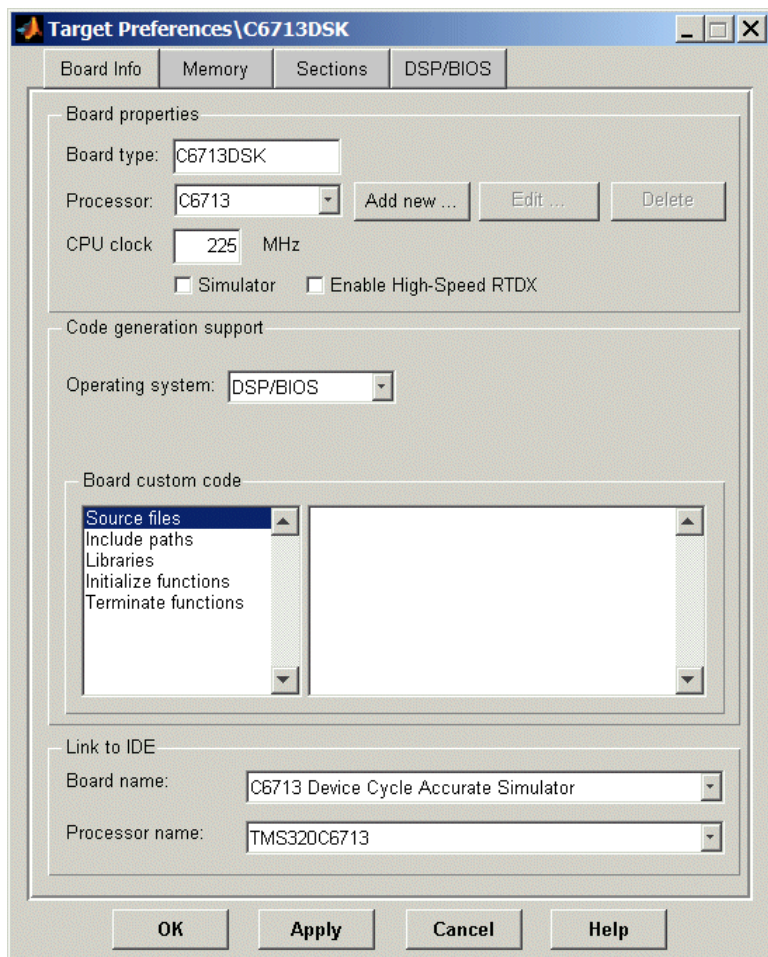 Target Preferences\C6713DSK
Board Info Memory Sections DSP/BIOS
Board properties
Board type: C6713DSK
Processor: C6713 Add new ... Edit ... Delete
CPU clock 225 MHz
Simulator Enable High-Speed RTDX
Code generation support
Operating system: DSP/BIOS
Board custom code
Source files
Include paths
Libraries
Initialize functions
Terminate functions
Link to IDE
Board name: C6713 Device Cycle Accurate Simulator
Processor name: TMS320C6713
OK Apply Cancel Help